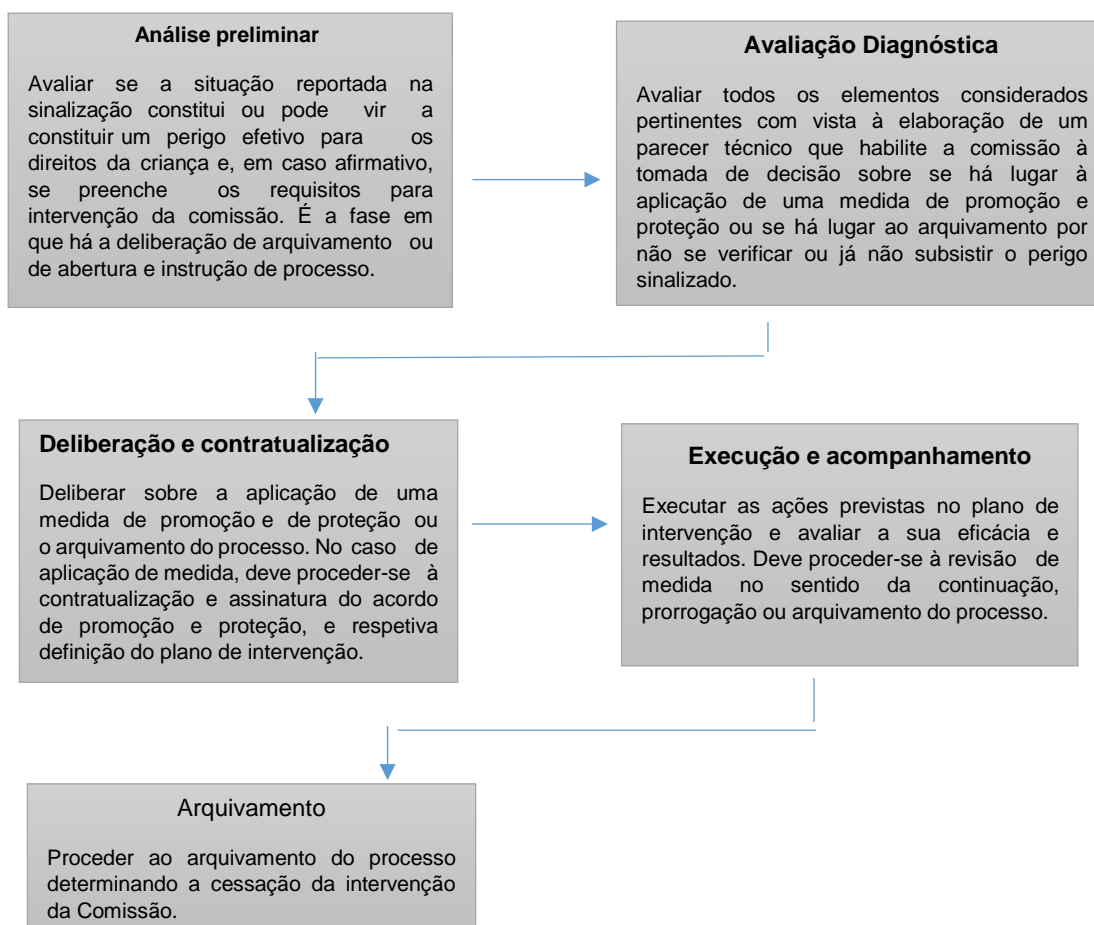 Análise preliminar
Avaliar se a situação reportada na
sinalização constitui ou pode vir a
constituir um perigo efetivo para os
direitos da criança e, em caso afirmativo,
se preenche os requisitos para
intervenção da comissão. É a fase em
que há a deliberação de arquivamento ou
de abertura e instrução de processo.
Avaliação Diagnóstica
Avaliar todos os elementos considerados
pertinentes com vista à elaboração de um
parecer técnico que habilite a comissão à
tomada de decisão sobre se há lugar à
aplicação de uma medida de promoção e
proteção ou se há lugar ao arquivamento por
não se verificar ou já não subsistir o perigo
sinalizado.
Deliberação e contratualização
Deliberar sobre a aplicação de uma
medida de promoção e de proteção ou
o arquivamento do processo. No caso de
aplicação de medida, deve proceder-se à
contratualização e assinatura do acordo
de promoção e proteção, e respetiva
definição do plano de intervenção.
Execução e acompanhamento
Executar as ações previstas no plano de
intervenção e avaliar a sua eficácia e
resultados. Deve proceder-se à revisão de
medida no sentido da continuação,
prorrogação ou arquivamento do processo.
Arquivamento
Proceder ao arquivamento do processo
determinando a cessação da intervenção
da Comissão.